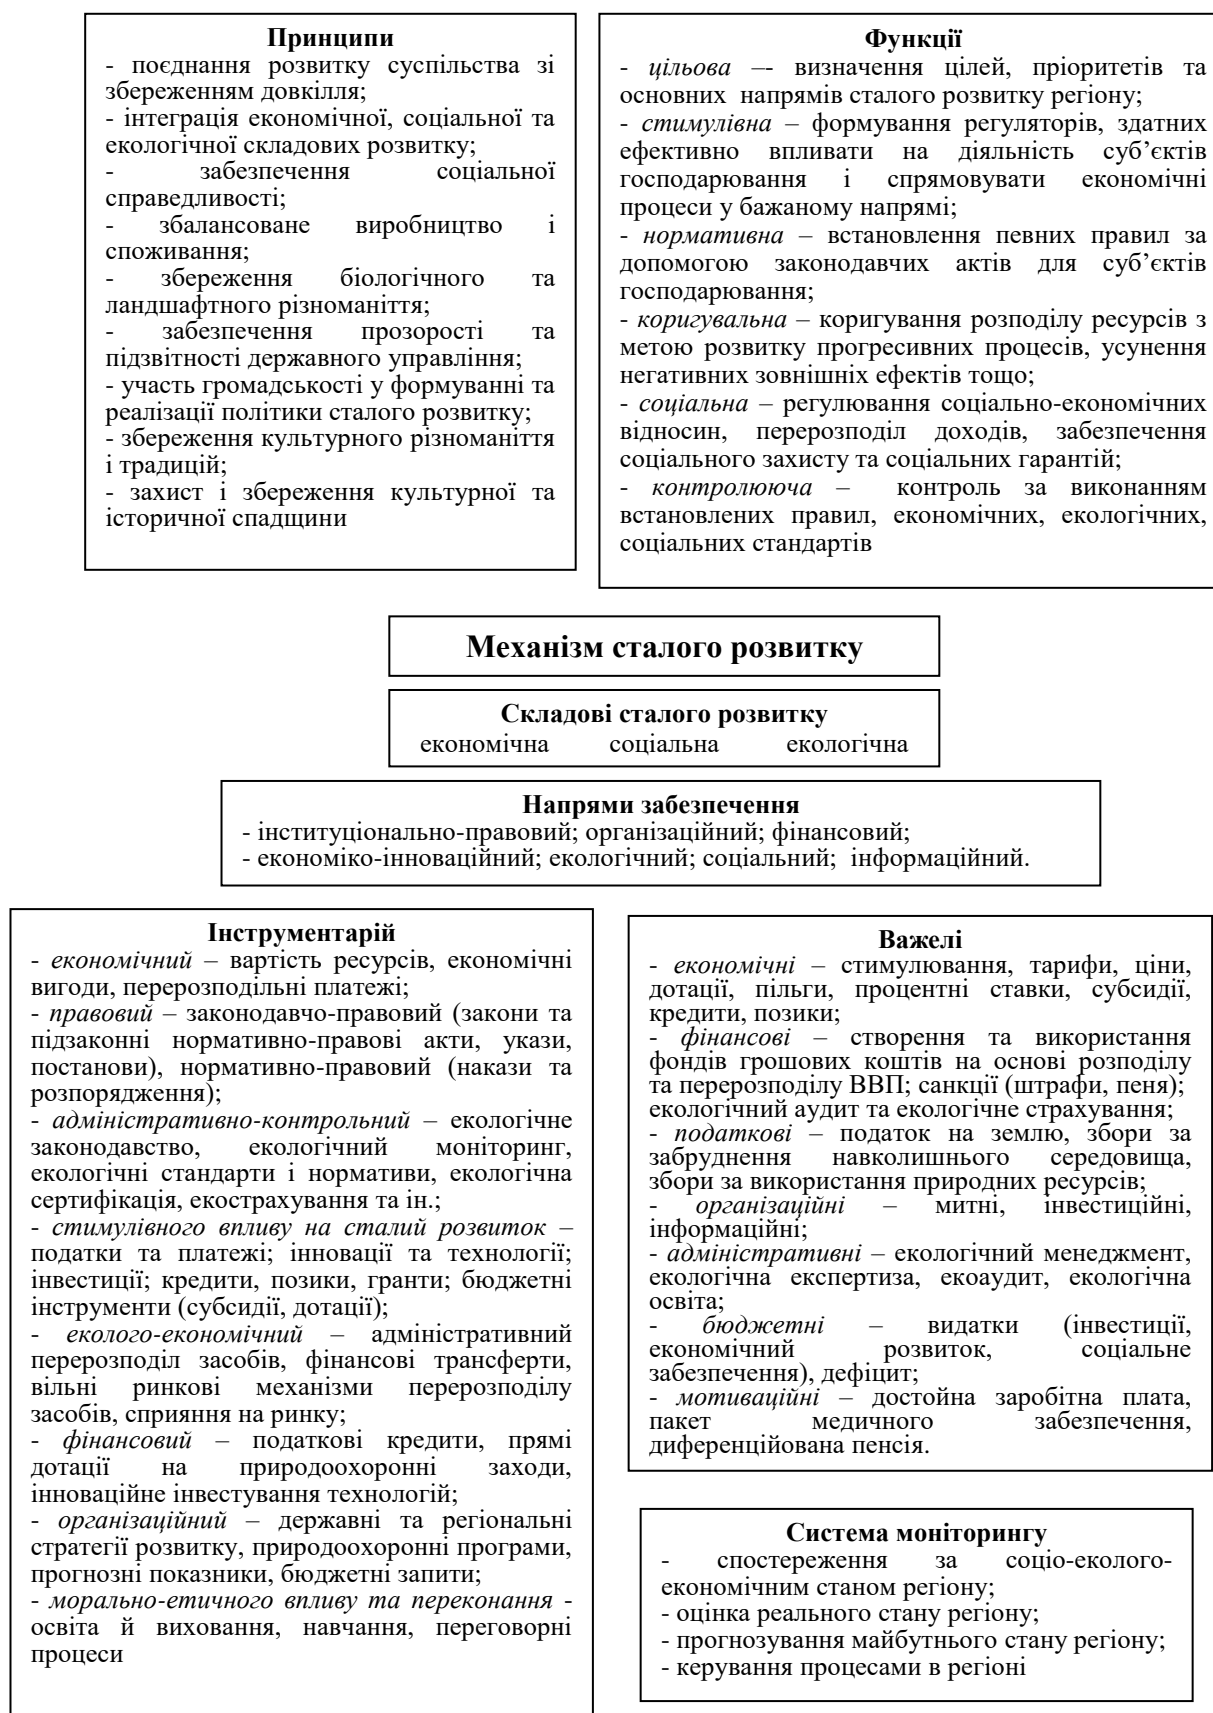 Принципи
- поєднання розвитку суспільства зі
збереженням довкілля;
- інтеграція економічної, соціальної та
екологічної складових розвитку;
- забезпечення соціальної
справедливості;
- збалансоване виробництво і
споживання;
- збереження біологічного та
ландшафтного різноманіття;
- забезпечення прозорості та
підзвітності державного управління;
- участь громадськості у формуванні та
реалізації політики сталого розвитку;
- збереження культурного різноманіття
і традицій;
- захист і збереження культурної та
історичної спадщини
Функції
- цільова –- визначення цілей, пріоритетів та
основних напрямів сталого розвитку регіону;
- стимулівна – формування регуляторів, здатних
ефективно впливати на діяльність суб’єктів
господарювання і спрямовувати економічні
процеси у бажаному напрямі;
- нормативна – встановлення певних правил за
допомогою законодавчих актів для суб’єктів
господарювання;
- коригувальна – коригування розподілу ресурсів з
метою розвитку прогресивних процесів, усунення
негативних зовнішніх ефектів тощо;
- соціальна – регулювання соціально-економічних
відносин, перерозподіл доходів, забезпечення
соціального захисту та соціальних гарантій;
- контролююча – контроль за виконанням
встановлених правил, економічних, екологічних,
соціальних стандартів
Механізм сталого розвитку
Складові сталого розвитку
економічна соціальна екологічна
Напрями забезпечення
- інституціонально-правовий; організаційний; фінансовий;
- економіко-інноваційний; екологічний; соціальний; інформаційний.
Інструментарій
- економічний – вартість ресурсів, економічні
вигоди, перерозподільні платежі;
- правовий – законодавчо-правовий (закони та
підзаконні нормативно-правові акти, укази,
постанови), нормативно-правовий (накази та
розпорядження);
- адміністративно-контрольний – екологічне
законодавство, екологічний моніторинг,
екологічні стандарти і нормативи, екологічна
сертифікація, екострахування та ін.;
- стимулівного впливу на сталий розвиток –
податки та платежі; інновації та технології;
інвестиції; кредити, позики, гранти; бюджетні
інструменти (субсидії, дотації);
- еколого-економічний – адміністративний
перерозподіл засобів, фінансові трансферти,
вільні ринкові механізми перерозподілу
засобів, сприяння на ринку;
- фінансовий – податкові кредити, прямі
дотації на природоохоронні заходи,
інноваційне інвестування технологій;
- організаційний – державні та регіональні
стратегії розвитку, природоохоронні програми,
прогнозні показники, бюджетні запити;
- морально-етичного впливу та переконання -
освіта й виховання, навчання, переговорні
процеси
Важелі
- економічні – стимулювання, тарифи, ціни,
дотації, пільги, процентні ставки, субсидії,
кредити, позики;
- фінансові – створення та використання
фондів грошових коштів на основі розподілу
та перерозподілу ВВП; санкції (штрафи, пеня);
екологічний аудит та екологічне страхування;
- податкові – податок на землю, збори за
забруднення навколишнього середовища,
збори за використання природних ресурсів;
- організаційні – митні, інвестиційні,
інформаційні;
- адміністративні – екологічний менеджмент,
екологічна експертиза, екоаудит, екологічна
освіта;
- бюджетні – видатки (інвестиції,
економічний розвиток, соціальне
забезпечення), дефіцит;
- мотиваційні – достойна заробітна плата,
пакет медичного забезпечення,
диференційована пенсія.
Система моніторингу
- спостереження за соціо-еколого-
економічним станом регіону;
- оцінка реального стану регіону;
- прогнозування майбутнього стану регіону;
- керування процесами в регіоні